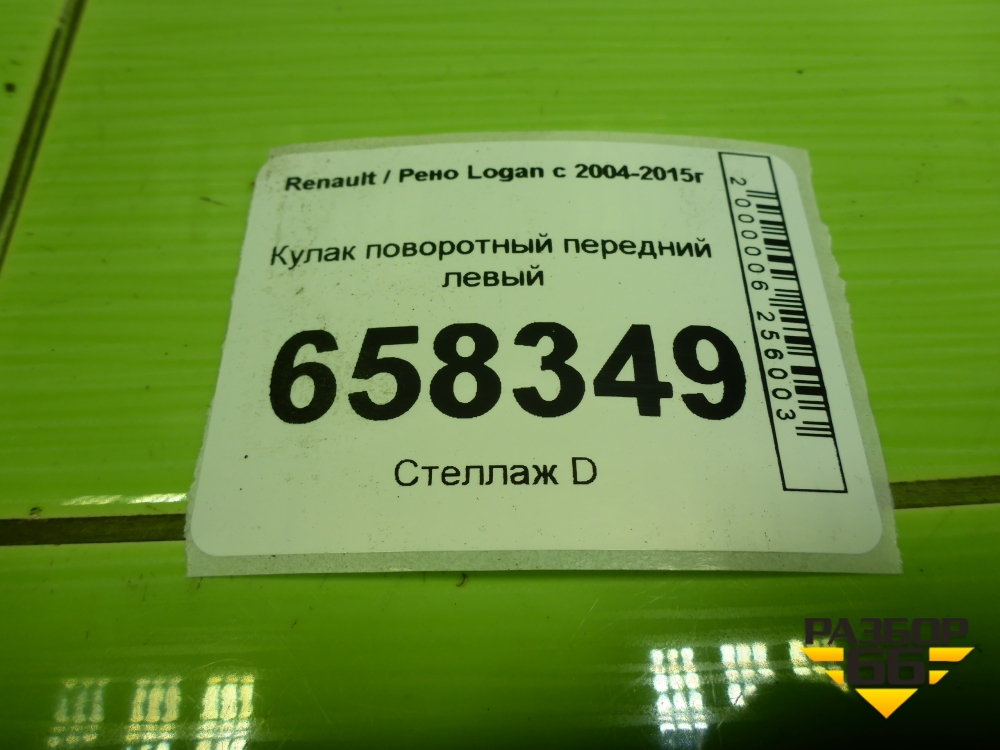 Renault / Рено Logan с 2004-2015г
Кулак поворотный передний
левый
658349
Стеллаж D
2000006256003
РАЗБОР
66